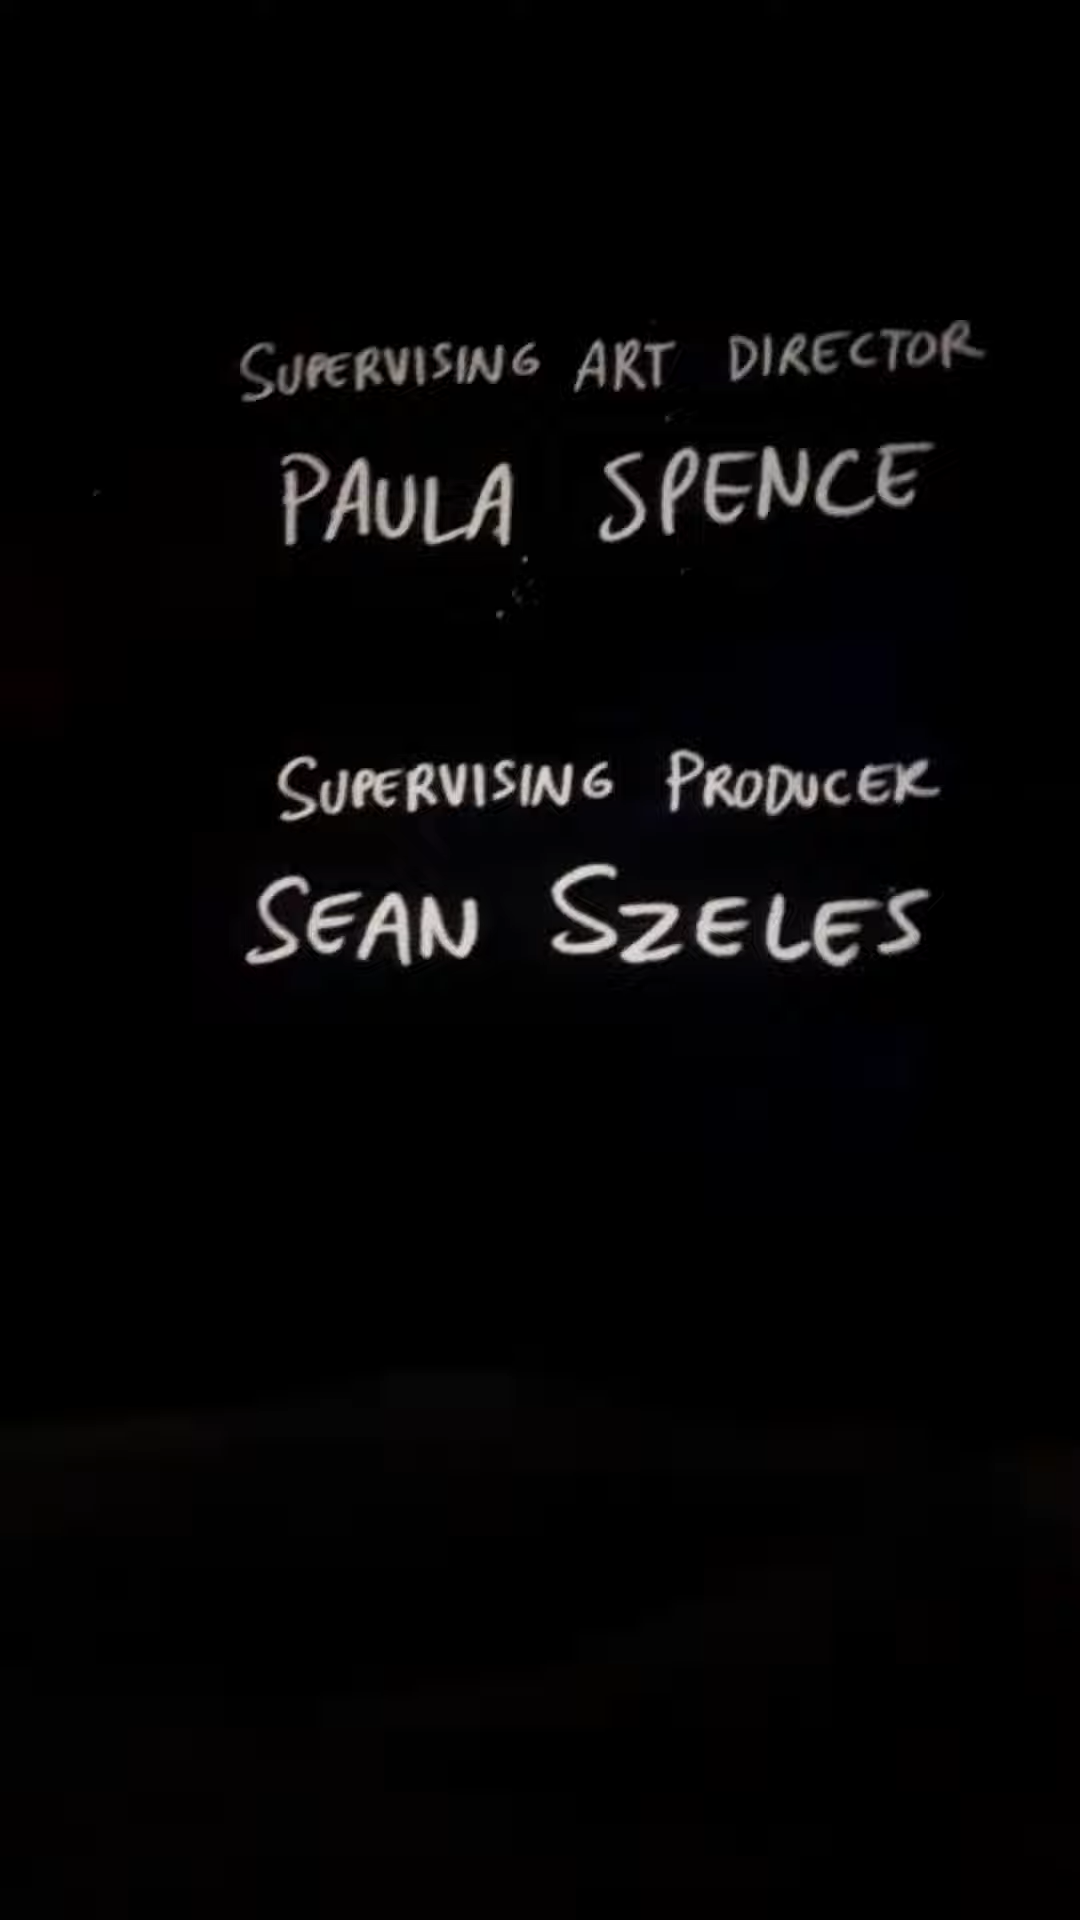 SUPERVISING ART DIRECTOR
PAULA SPENCE
SUPERVISING PRODUCER
SEAN SZELES